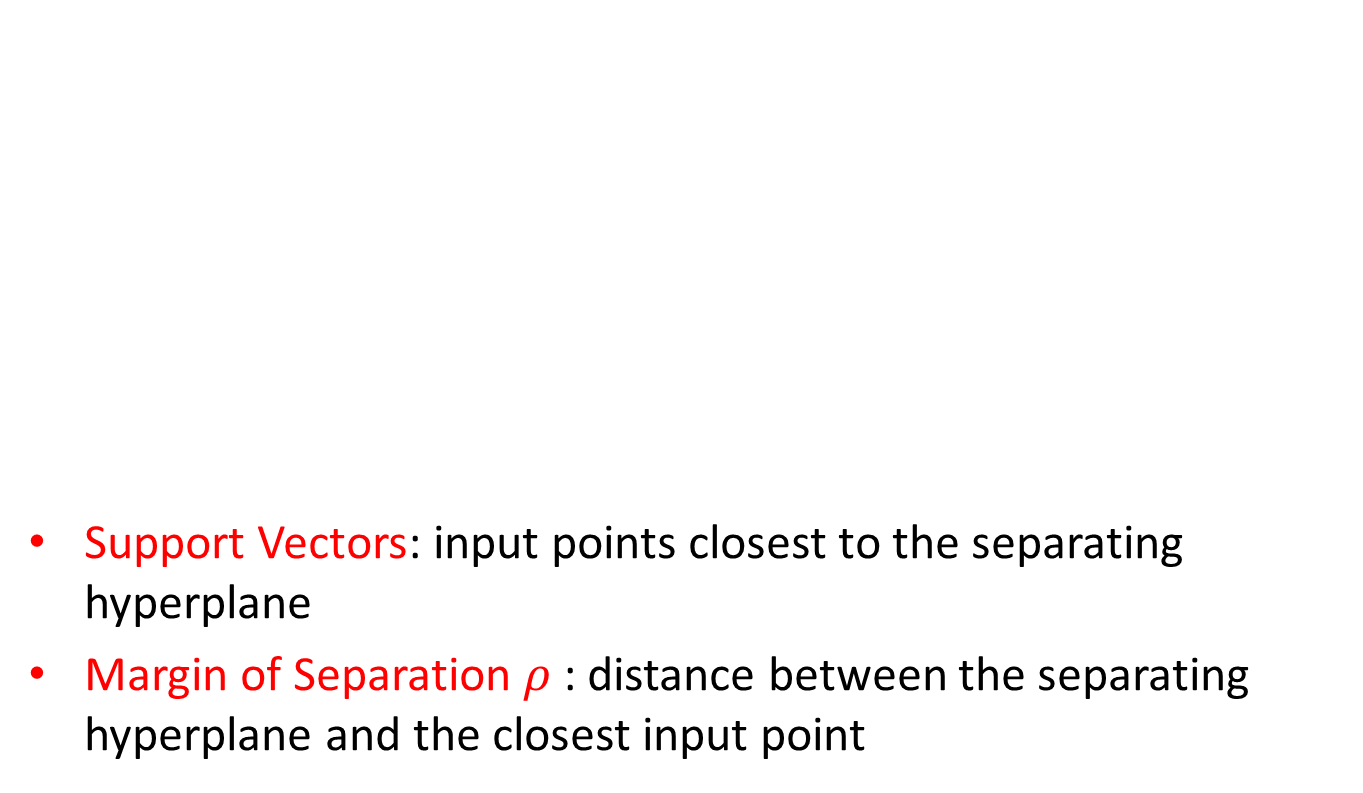 • Support Vectors: input points closest to the separating
hyperplane
• Margin of Separation ρ : distance between the separating
hyperplane and the closest input point